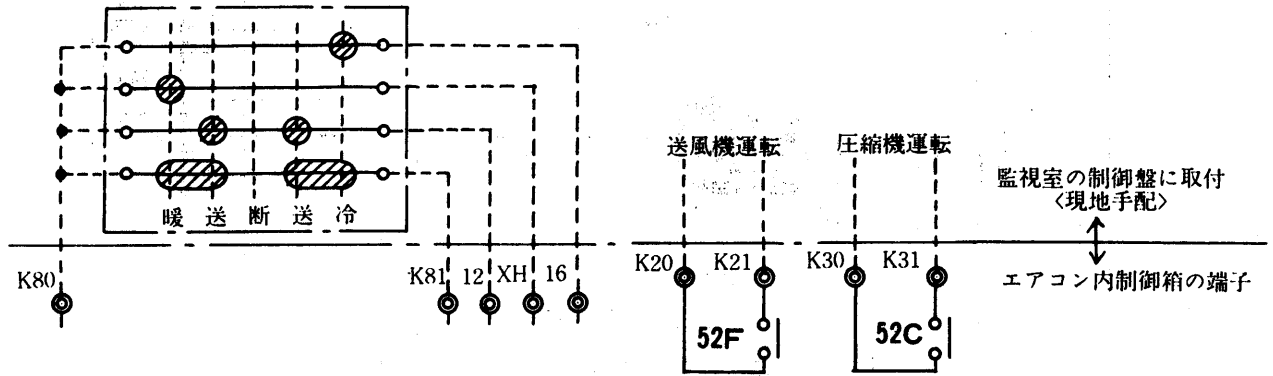 送風機運転 圧縮機運転
監視室の制御盤に取付
<現地手配>
暖 送 断 送 冷
K80 K81 12 XH 16 K20 K21 K30 K31
エアコン内制御箱の端子
52F 52C